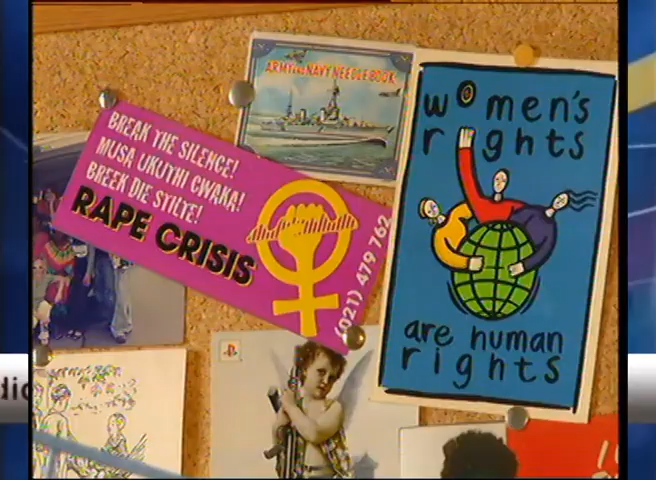 ARMY AND NAVY NEEDLE BOOK
BREAK THE SILENCE!
MUSA UKUTHI CWAKA!
BREEK DIE STILTE!
RAPE CRISIS
(021) 479 762
women's
rights
are human
rights
dio